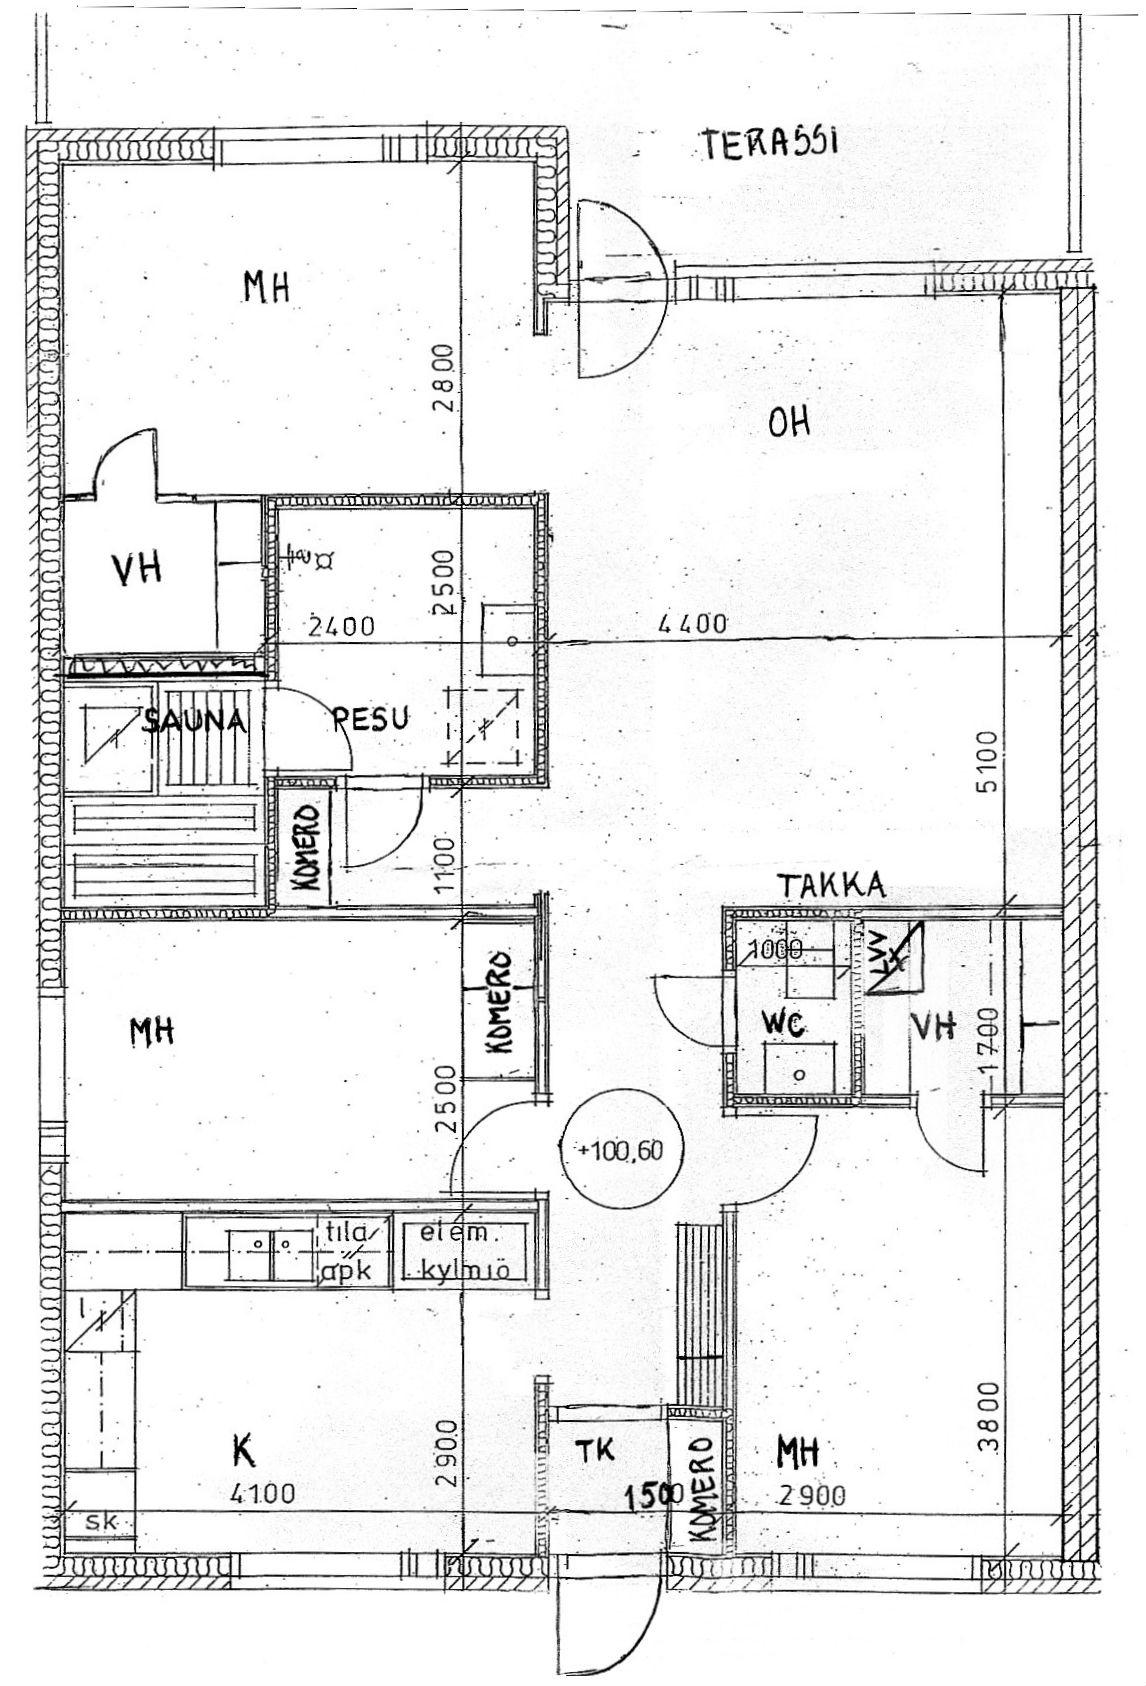 TERASSI
MH
2800
OH
VH
2500
2400
4400
SAUNA
PESU
5100
KOMERO
1100
TAKKA
1000
LVV
WC
VH
1700
MH
KOMERO
2500
+100,60
tila
apk
elem.
kylmiö
l
K
2900
4100
sk
TK
1500
KOMERO
MH
2900
3800